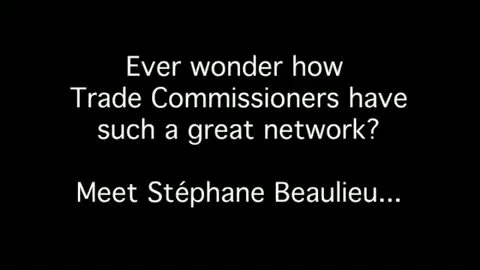 Ever wonder how
Trade Commissioners have
such a great network?
Meet Stéphane Beaulieu...